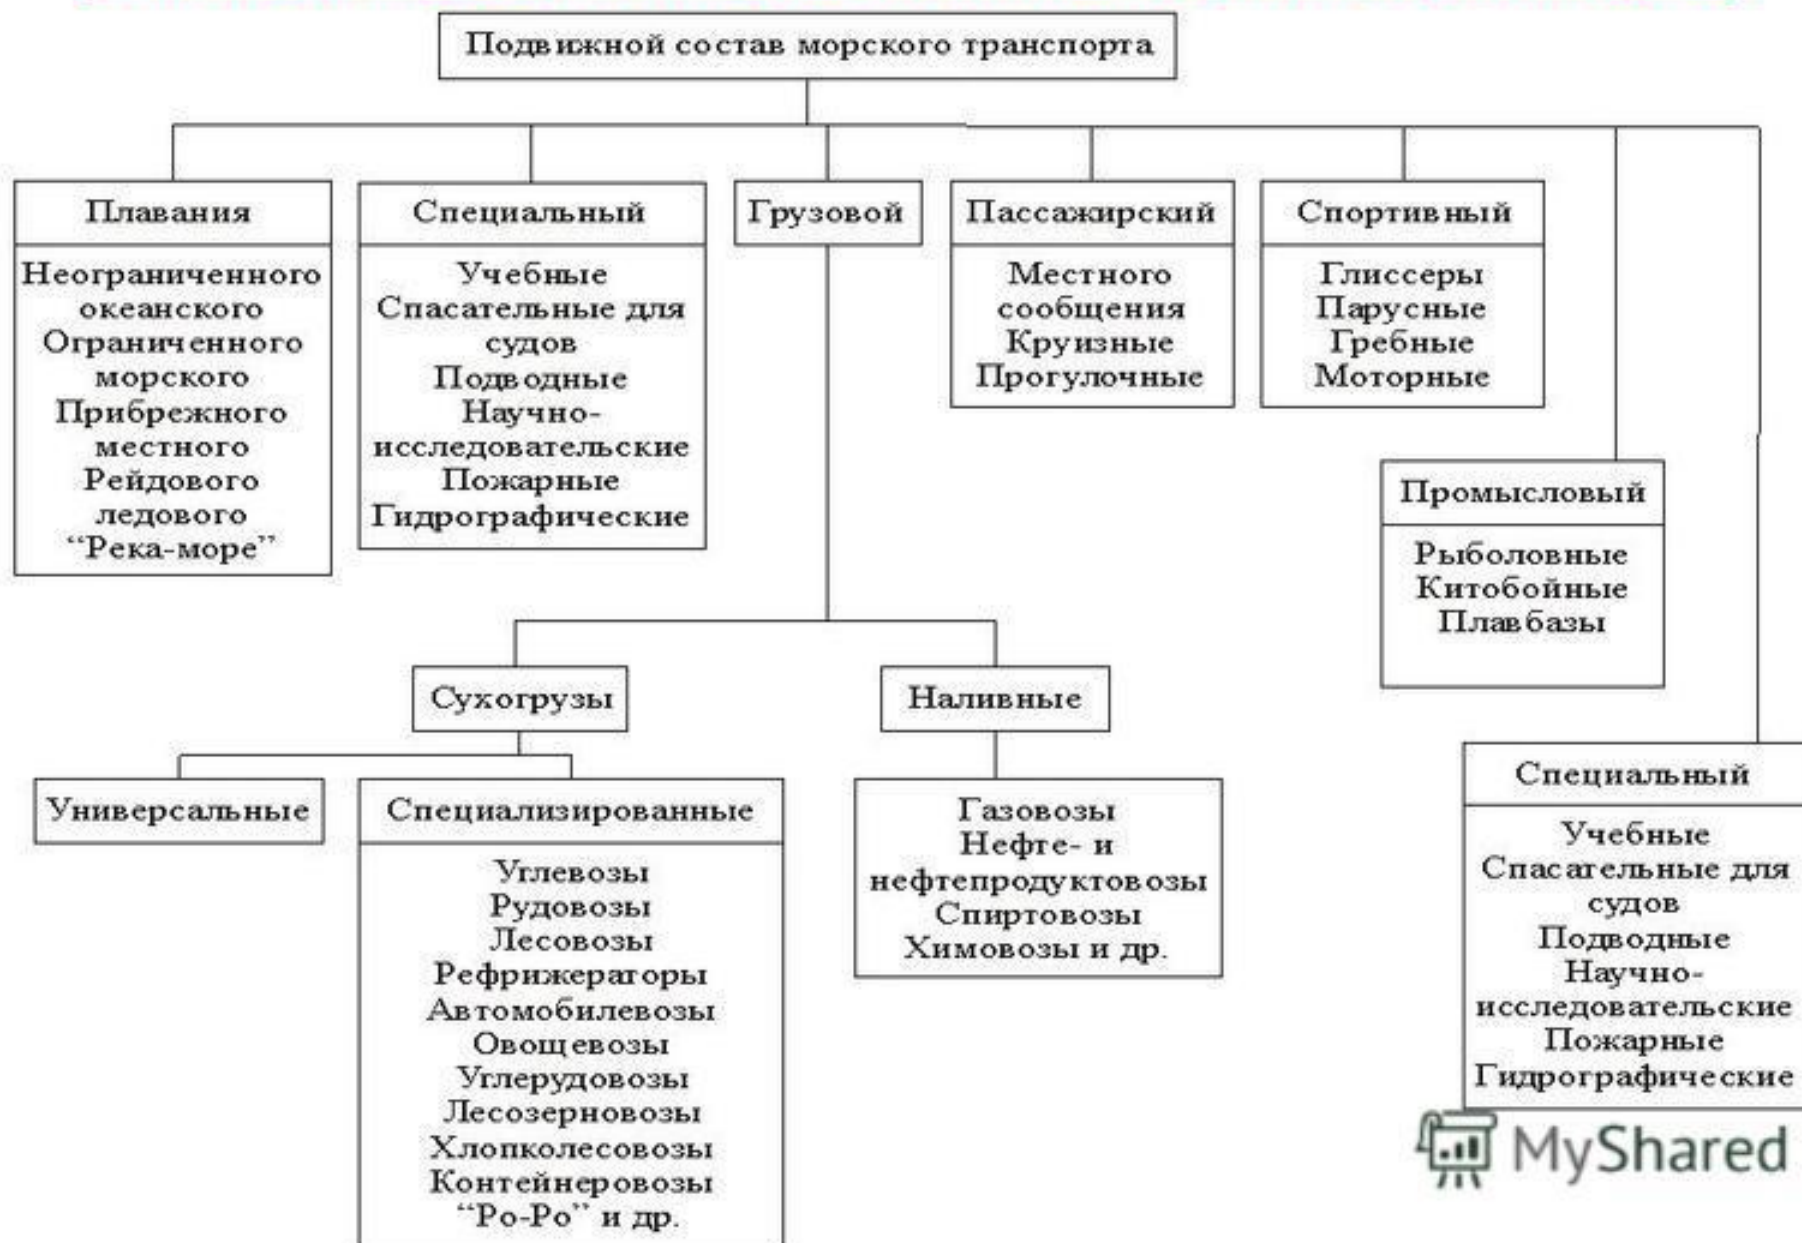 Подвижной состав морского транспорта
Плавания
Неограниченного
океанского
Ограниченного
морского
Прибрежного
местного
Рейдового
ледового
“Река-море”
Специальный
Учебные
Спасательные для
судов
Подводные
Научно-
исследовательские
Пожарные
Гидрографические
Грузовой
Пассажирский
Местного
сообщения
Круизные
Прогулочные
Спортивный
Глиссеры
Парусные
Гребные
Моторные
Промысловый
Рыболовные
Китобойные
Плавбазы
Сухогрузы
Наливные
Универсальные
Специализированные
Углевозы
Рудовозы
Лесовозы
Рефрижераторы
Автомобилевозы
Овощевозы
Углерудовозы
Лесозерновозы
Хлопколесовозы
Контейнеровозы
“Ро-Ро” и др.
Газовозы
Нефте- и
нефтепродуктовозы
Спиртовозы
Химовозы и др.
Специальный
Учебные
Спасательные для
судов
Подводные
Научно-
исследовательские
Пожарные
Гидрографические
MyShared